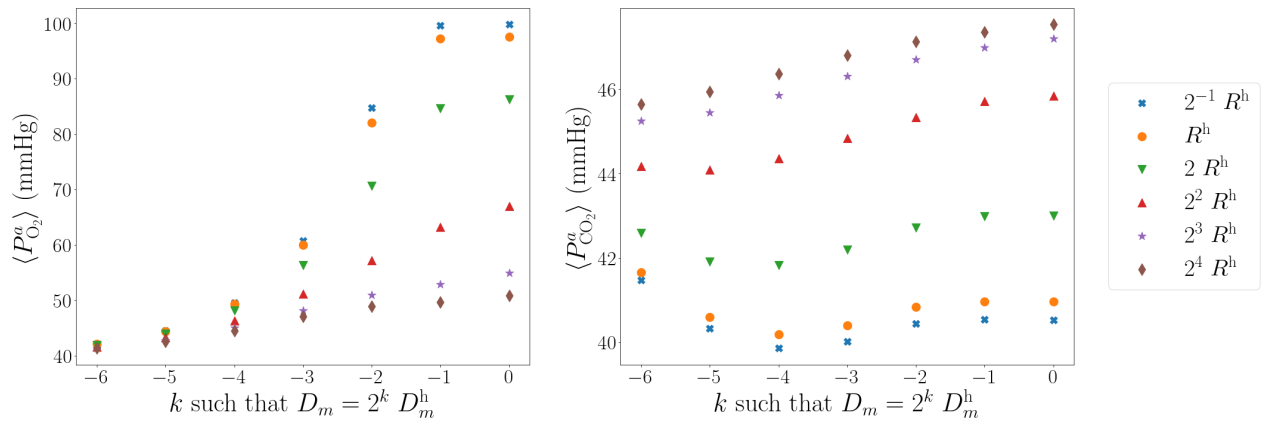 ⟨P^a_{O_2}⟩ (mmHg)
100
90
80
70
60
50
40
−6 −5 −4 −3 −2 −1 0
k such that D_m = 2^k D_m^h
⟨P^a_{CO_2}⟩ (mmHg)
46
44
42
40
−6 −5 −4 −3 −2 −1 0
k such that D_m = 2^k D_m^h
2^{−1} R^h
R^h
2 R^h
2^2 R^h
2^3 R^h
2^4 R^h